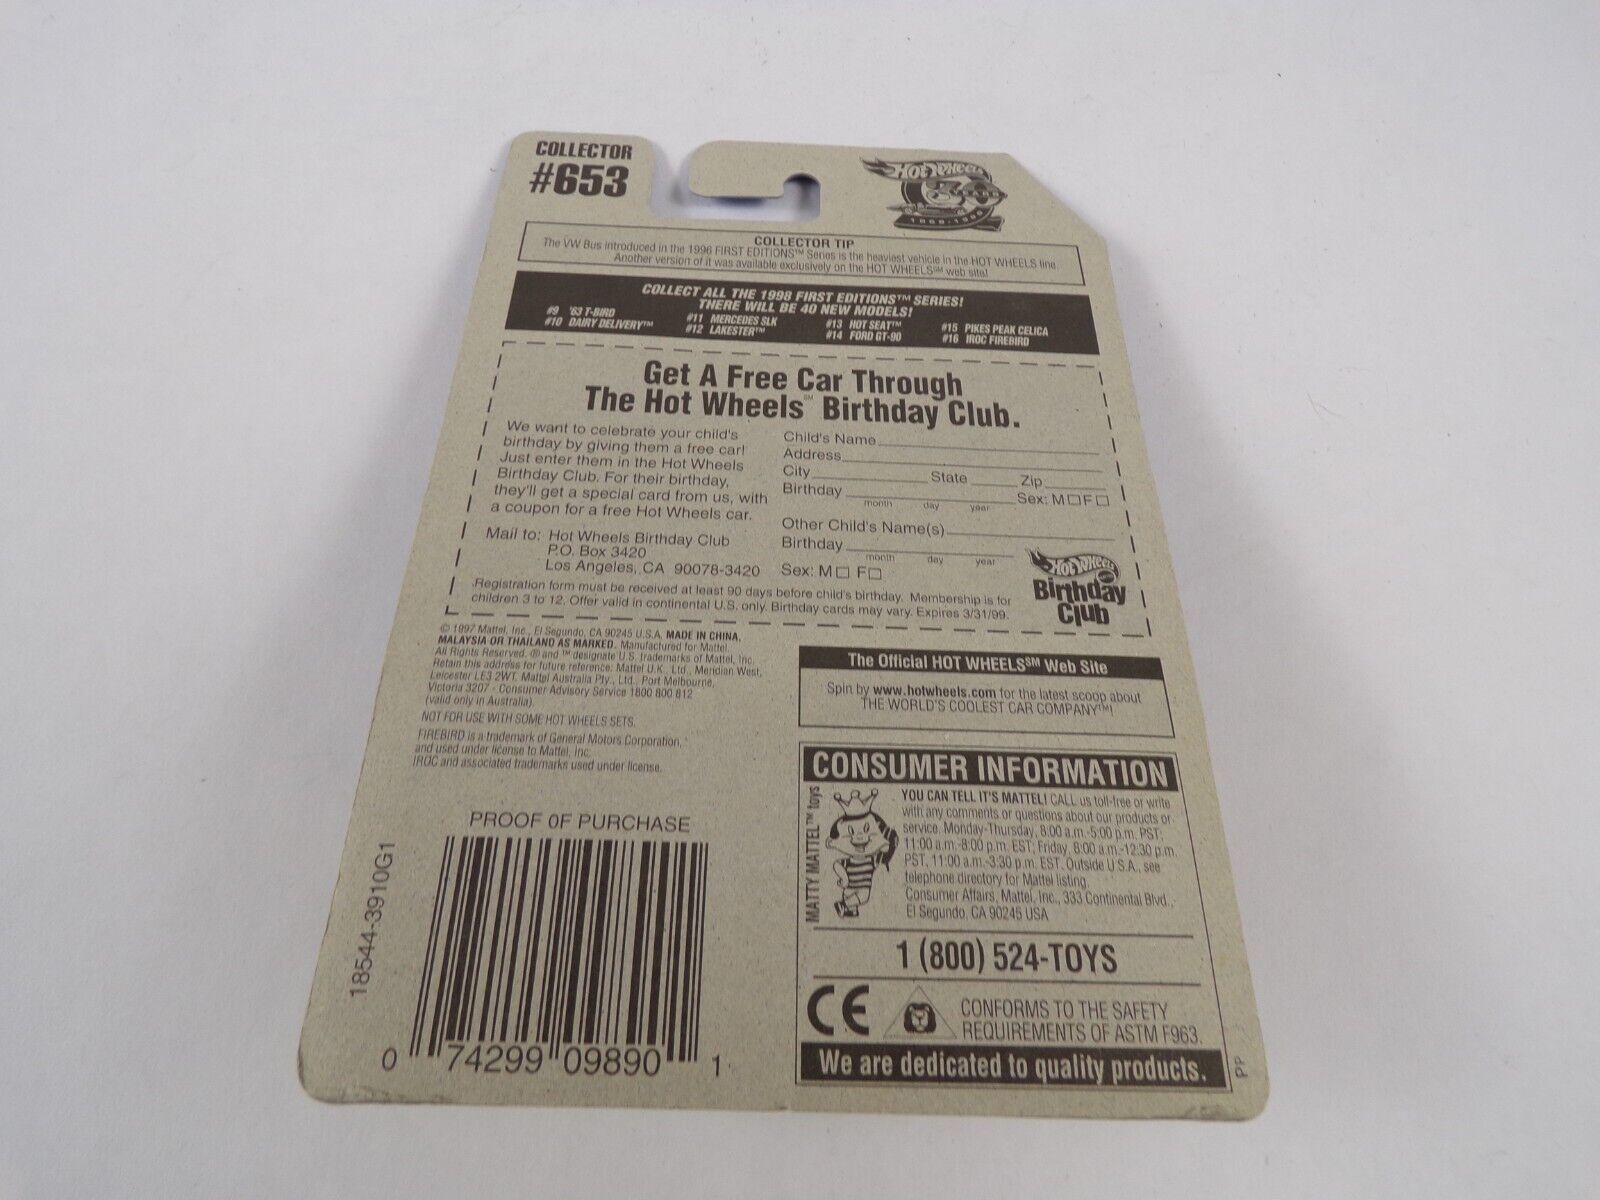 COLLECTOR
#653
HOT WHEELS
30 YEARS
1968-1998
COLLECTOR TIP
The VW Bus introduced in the 1996 FIRST EDITIONS™ Series is the heaviest vehicle in the HOT WHEELS line.
Another version of it was available exclusively on the HOT WHEELS℠ web site!
COLLECT ALL THE 1998 FIRST EDITIONS™ SERIES!
THERE WILL BE 40 NEW MODELS!
#9 '63 T-BIRD
#10 DAIRY DELIVERY™
#11 MERCEDES SLK
#12 LAKESTER™
#13 HOT SEAT™
#14 FORD GT-90
#15 PIKES PEAK CELICA
#16 IROC FIREBIRD
Get A Free Car Through
The Hot Wheels℠ Birthday Club.
We want to celebrate your child's
birthday by giving them a free car!
Just enter them in the Hot Wheels
Birthday Club. For their birthday,
they'll get a special card from us, with
a coupon for a free Hot Wheels car.
Mail to: Hot Wheels Birthday Club
P.O. Box 3420
Los Angeles, CA 90078-3420
Child's Name
Address
City State Zip
Birthday Sex: M□ F□
month day year
Other Child's Name(s)
Birthday
month day year
Sex: M□ F□
HOT WHEELS
Birthday
Club
Registration form must be received at least 90 days before child's birthday. Membership is for
children 3 to 12. Offer valid in continental U.S. only. Birthday cards may vary. Expires 3/31/99.
© 1997 Mattel, Inc., El Segundo, CA 90245 U.S.A. MADE IN CHINA,
MALAYSIA OR THAILAND AS MARKED. Manufactured for Mattel.
All Rights Reserved. ® and ™ designate U.S. trademarks of Mattel, Inc.
Retain this address for future reference: Mattel U.K., Ltd., Meridian West,
Leicester LE3 2WT. Mattel Australia Pty., Ltd., Port Melbourne,
Victoria 3207 - Consumer Advisory Service 1800 800 812
(valid only in Australia).
NOT FOR USE WITH SOME HOT WHEELS SETS.
FIREBIRD is a trademark of General Motors Corporation,
and used under license to Mattel, Inc.
IROC and associated trademarks used under license.
The Official HOT WHEELS℠ Web Site
Spin by www.hotwheels.com for the latest scoop about
THE WORLD'S COOLEST CAR COMPANY™!
CONSUMER INFORMATION
MATTY MATTEL™ toys
YOU CAN TELL IT'S MATTEL! CALL us toll-free or write
with any comments or questions about our products or
service. Monday-Thursday, 8:00 a.m.-5:00 p.m. PST;
11:00 a.m.-8:00 p.m. EST; Friday, 8:00 a.m.-12:30 p.m.
PST, 11:00 a.m.-3:30 p.m. EST. Outside U.S.A., see
telephone directory for Mattel listing.
Consumer Affairs, Mattel, Inc., 333 Continental Blvd.,
El Segundo, CA 90245 USA
1 (800) 524-TOYS
CE
CONFORMS TO THE SAFETY
REQUIREMENTS OF ASTM F963.
We are dedicated to quality products.
PP
PROOF OF PURCHASE
18544-3910G1
0 74299 09890 1